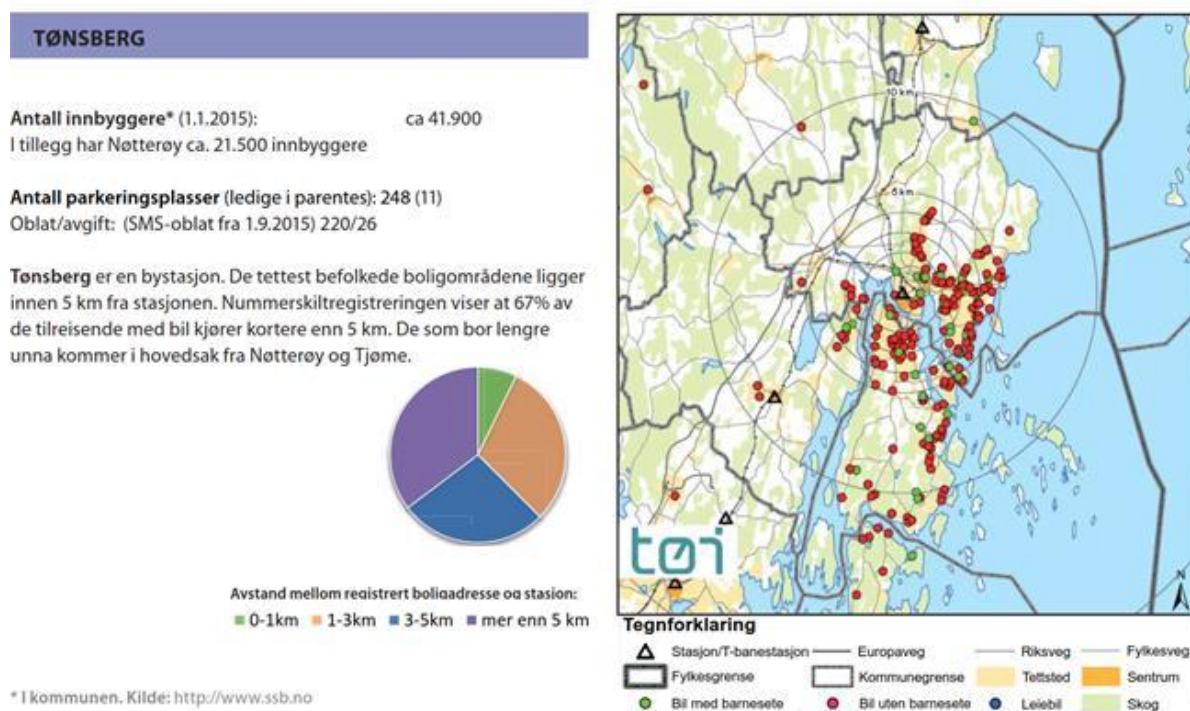 TØNSBERG
Antall innbyggere* (1.1.2015): ca 41.900
I tillegg har Nøtterøy ca. 21.500 innbyggere
Antall parkeringsplasser (ledige i parentes): 248 (11)
Oblat/avgift: (SMS-oblat fra 1.9.2015) 220/26
Tønsberg er en bystasjon. De tettest befolkede boligområdene ligger
innen 5 km fra stasjonen. Nummerskiltregistreringen viser at 67% av
de tilreisende med bil kjører kortere enn 5 km. De som bor lengre
unna kommer i hovedsak fra Nøtterøy og Tjøme.
Avstand mellom registrert boligadresse og stasjon:
0-1km 1-3km 3-5km mer enn 5 km
* I kommunen. Kilde: http://www.ssb.no
10 km
5 km
tøi
N
Tegnforklaring
Stasjon/T-banestasjon Europaveg Riksveg Fylkesveg
Fylkesgrense Kommunegrense Tettsted Sentrum
Bil med barnesete Bil uten barnesete Leiebil Skog